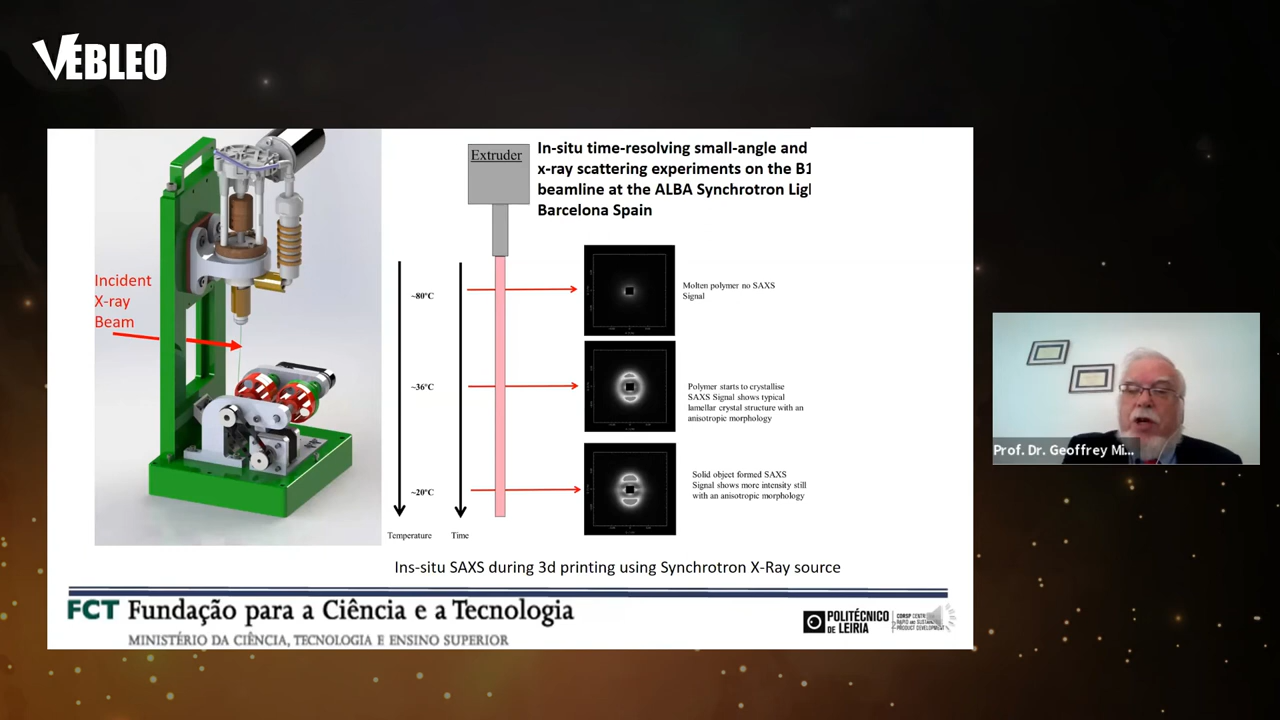 VEBLEO
Extruder
In-situ time-resolving small-angle and
x-ray scattering experiments on the B1
beamline at the ALBA Synchrotron Lig
Barcelona Spain
Incident
X-ray
Beam
~80°C
Molten polymer no SAXS
Signal
~36°C
Polymer starts to crystallise
SAXS Signal shows typical
lamellar crystal structure with an
anisotropic morphology
~20°C
Solid object formed SAXS
Signal shows more intensity still
with an anisotropic morphology
Temperature
Time
Ins-situ SAXS during 3d printing using Synchrotron X-Ray source
FCT Fundação para a Ciência e a Tecnologia
MINISTÉRIO DA CIÊNCIA, TECNOLOGIA E ENSINO SUPERIOR
POLITÉCNICO
DE LEIRIA
Prof. Dr. Geoffrey Mi...